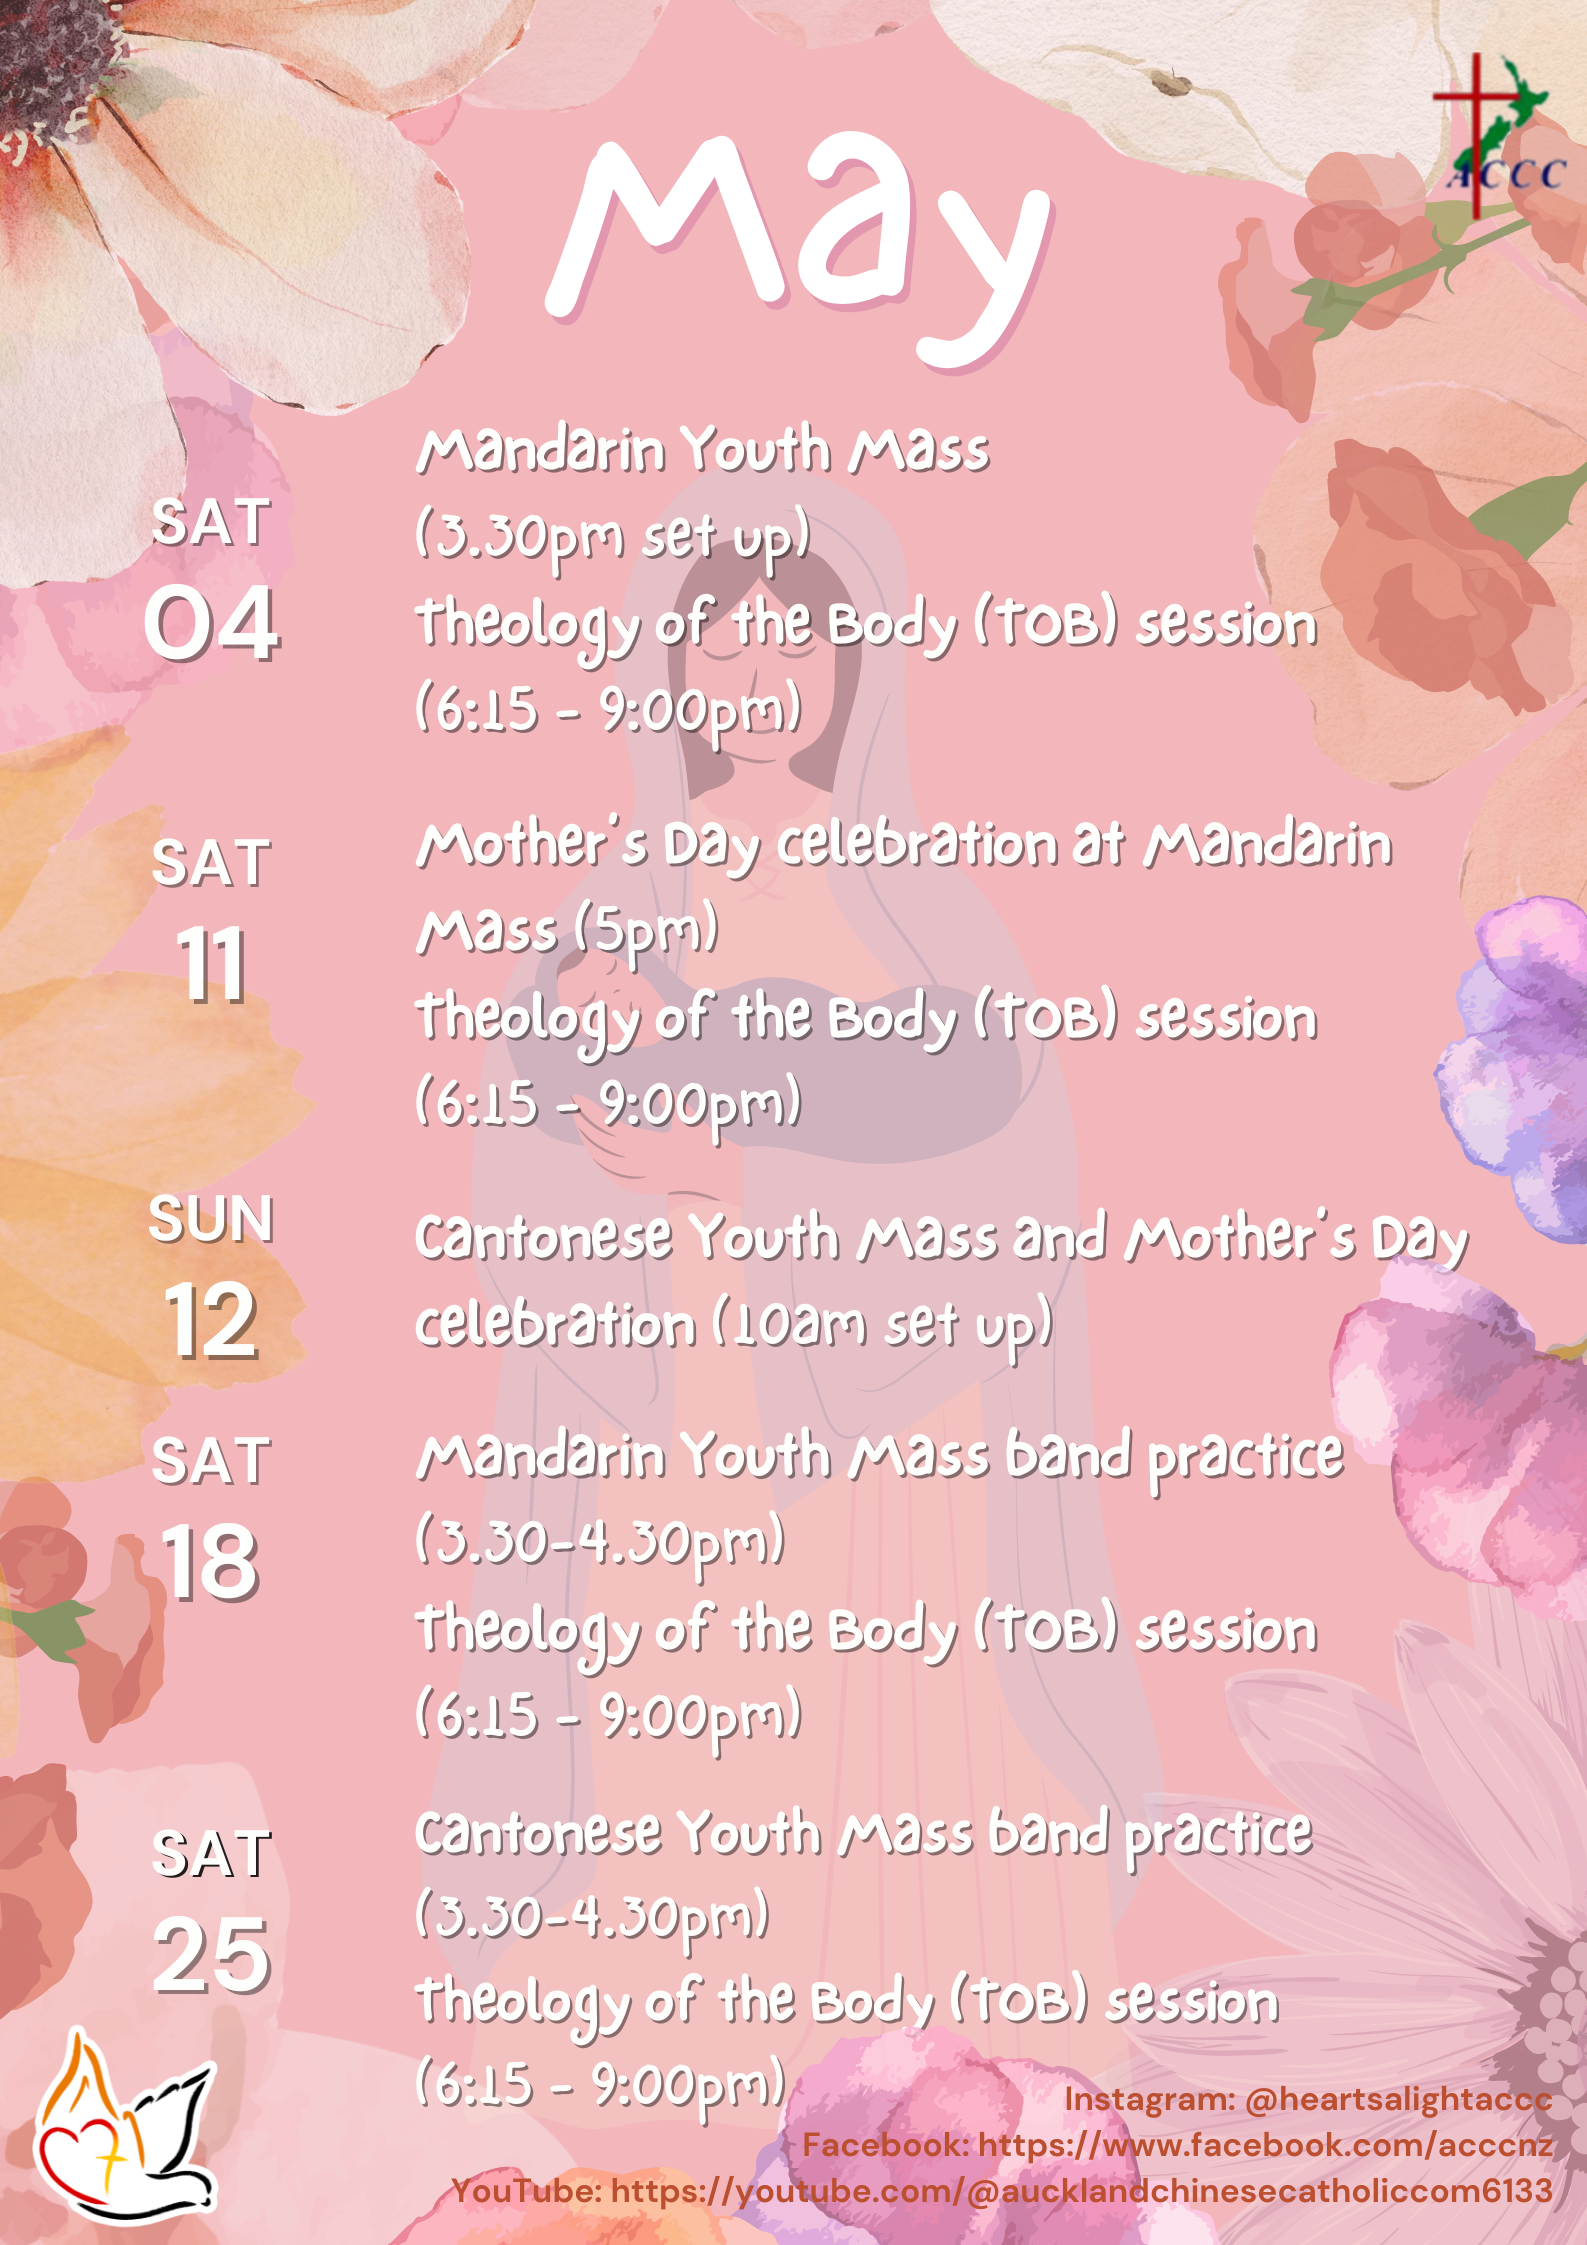 ACCC
May
SAT
04
Mandarin Youth Mass
(3.30pm set up)
Theology of the Body (TOB) session
(6:15 - 9:00pm)
SAT
11
Mother's Day celebration at Mandarin
Mass (5pm)
Theology of the Body (TOB) session
(6:15 - 9:00pm)
SUN
12
Cantonese Youth Mass and Mother's Day
celebration (10am set up)
SAT
18
Mandarin Youth Mass band practice
(3.30-4.30pm)
Theology of the Body (TOB) session
(6:15 - 9:00pm)
SAT
25
Cantonese Youth Mass band practice
(3.30-4.30pm)
Theology of the Body (TOB) session
(6:15 - 9:00pm)
Instagram: @heartsalightaccc
Facebook: https://www.facebook.com/acccnz
YouTube: https://youtube.com/@aucklandchinesecatholiccom6133